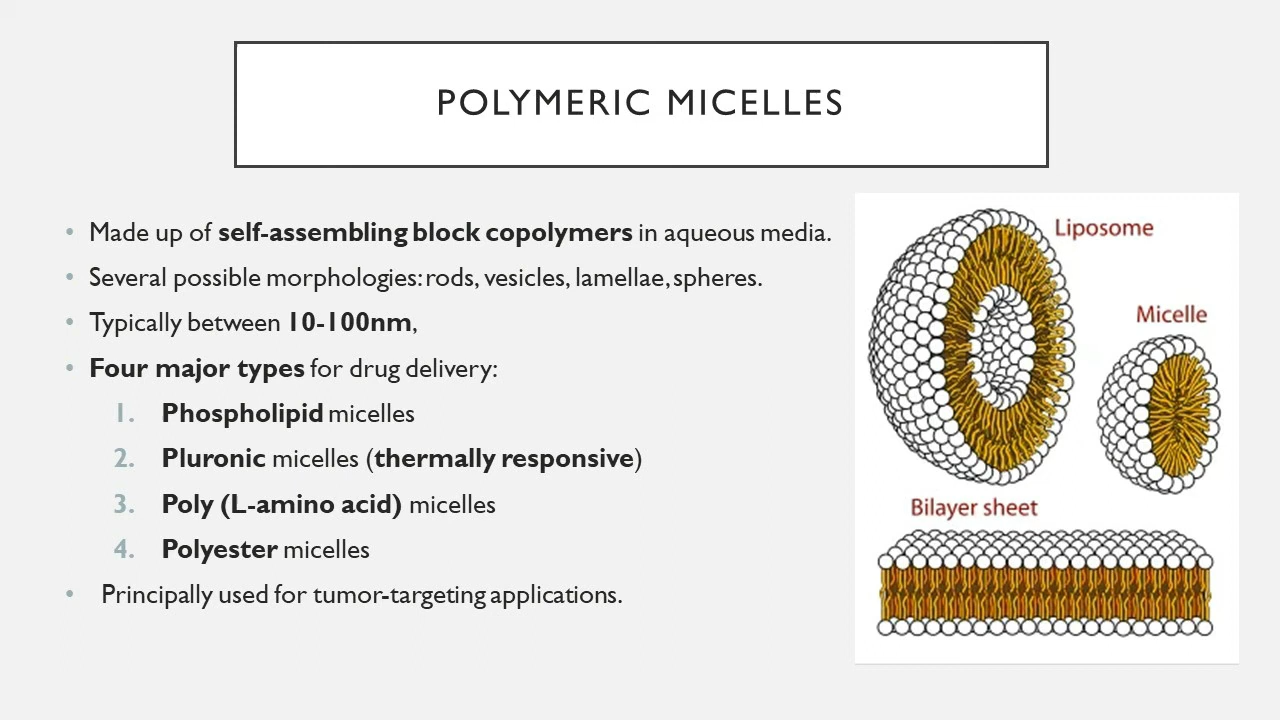 POLYMERIC MICELLES
• Made up of self-assembling block copolymers in aqueous media.
• Several possible morphologies: rods, vesicles, lamellae, spheres.
• Typically between 10-100nm,
• Four major types for drug delivery:
1. Phospholipid micelles
2. Pluronic micelles (thermally responsive)
3. Poly (L-amino acid) micelles
4. Polyester micelles
• Principally used for tumor-targeting applications.
Liposome
Micelle
Bilayer sheet